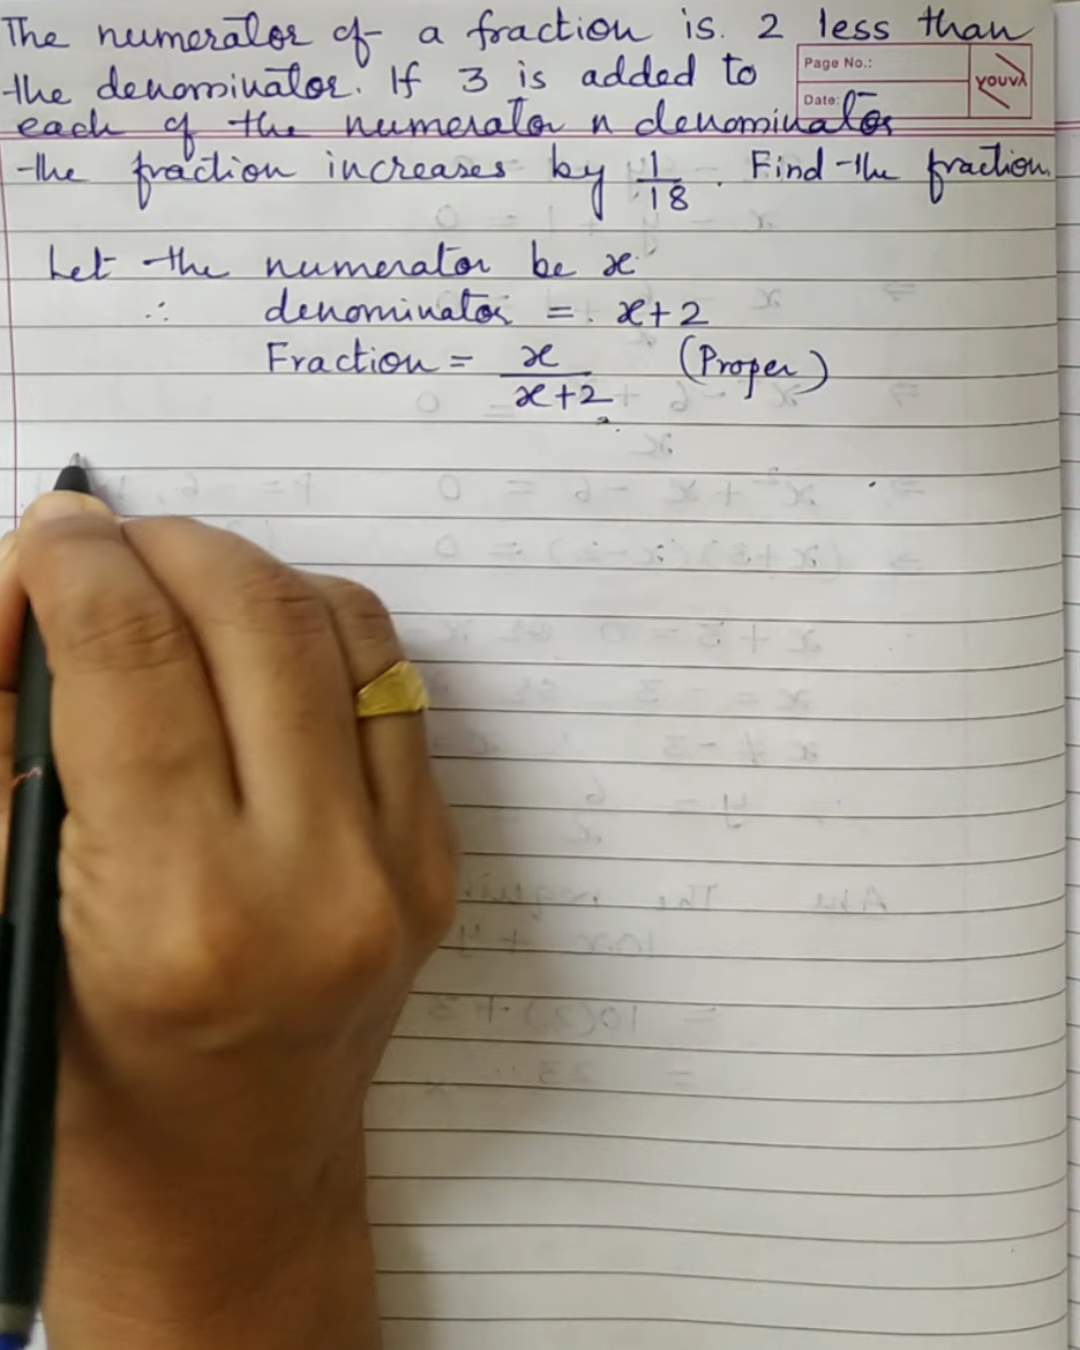 The numerator of a fraction is. 2 less than
the denominator. If 3 is added to
Page No.:
youva
Date:
each of the numerator n denominator
the fraction increases by 1/18. Find the fraction.
Let the numerator be x
∴ denominator = x+2
Fraction = x/x+2 (Proper)